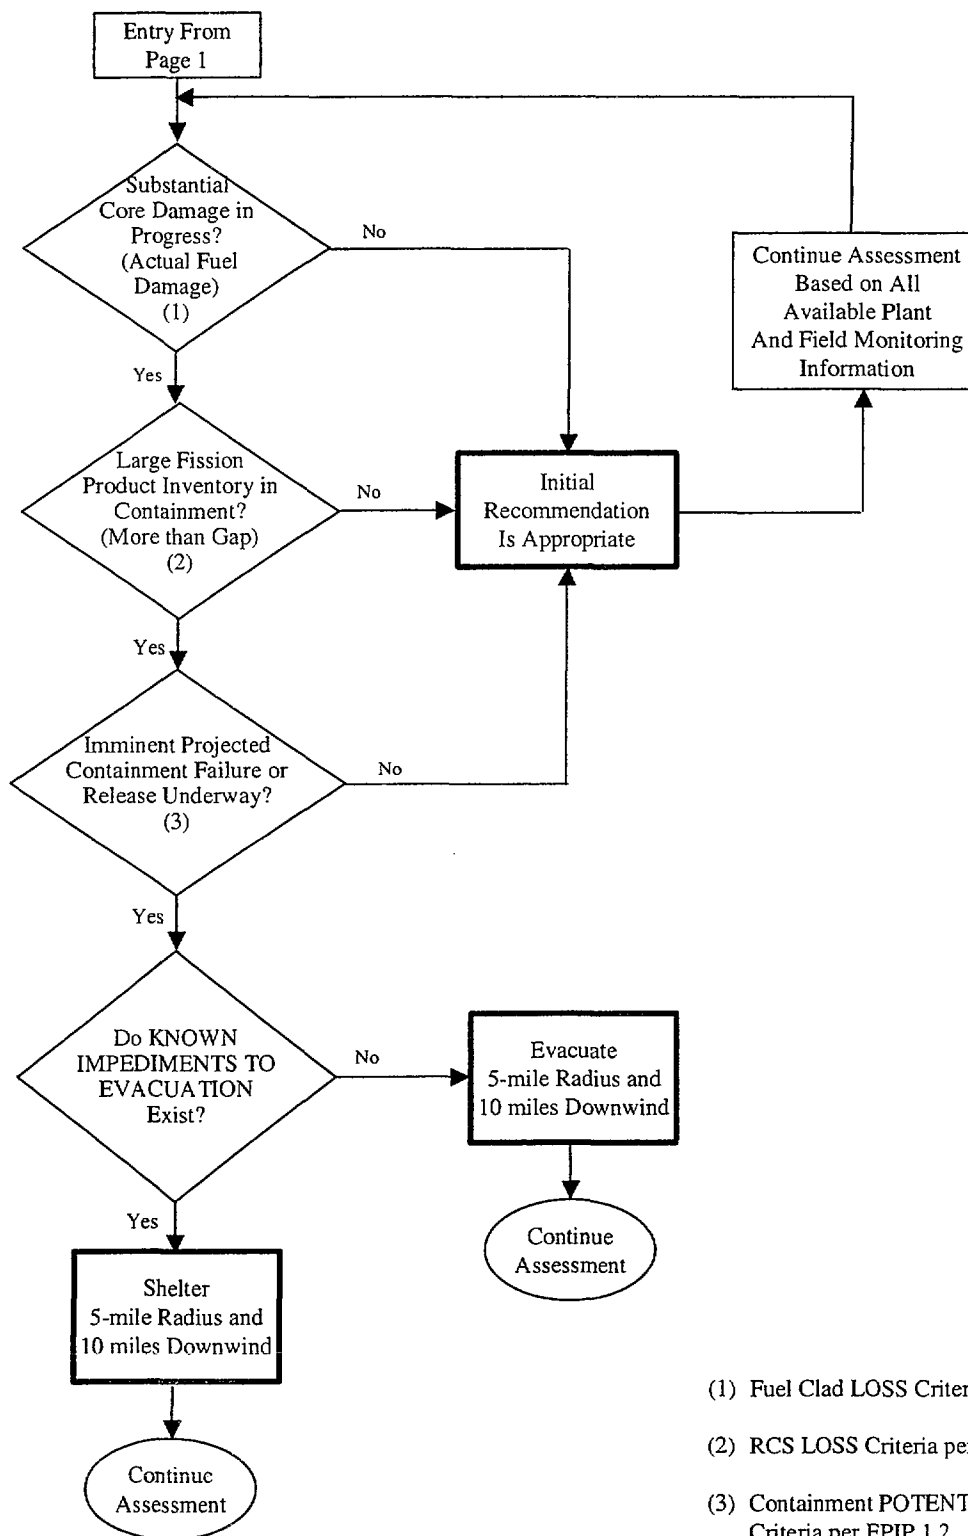 Entry From
Page 1
Substantial
Core Damage in
Progress?
(Actual Fuel
Damage)
(1)
No
Continue Assessment
Based on All
Available Plant
And Field Monitoring
Information
Yes
Large Fission
Product Inventory in
Containment?
(More than Gap)
(2)
No
Initial
Recommendation
Is Appropriate
Yes
Imminent Projected
Containment Failure or
Release Underway?
(3)
No
Yes
Do KNOWN
IMPEDIMENTS TO
EVACUATION
Exist?
No
Evacuate
5-mile Radius and
10 miles Downwind
Continue
Assessment
Yes
Shelter
5-mile Radius and
10 miles Downwind
Continue
Assessment
(1) Fuel Clad LOSS
(2) RCS LOSS Criteria
(3) Containment
Criteria per EPIP 1.2